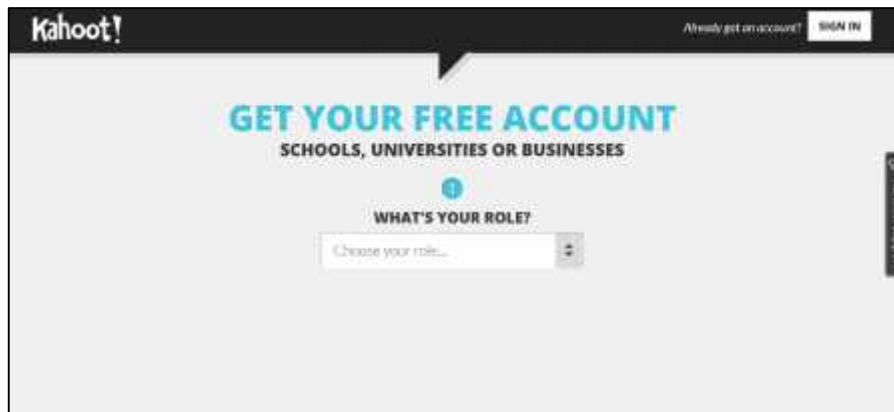 Kahoot!
Already got an account? SIGN IN
GET YOUR FREE ACCOUNT
SCHOOLS, UNIVERSITIES OR BUSINESSES
1
WHAT'S YOUR ROLE?
Choose your role...